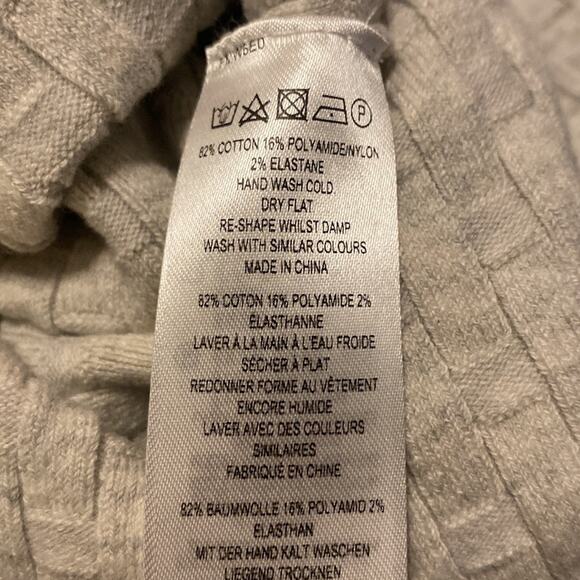 P
82% COTTON 16% POLYAMIDE/NYLON
2% ELASTANE
HAND WASH COLD
DRY FLAT
RE-SHAPE WHILST DAMP
WASH WITH SIMILAR COLOURS
MADE IN CHINA
82% COTON 16% POLYAMIDE 2%
ÉLASTHANNE
LAVER À LA MAIN À L'EAU FROIDE
SÉCHER À PLAT
REDONNER FORME AU VÊTEMENT
ENCORE HUMIDE
LAVER AVEC DES COULEURS
SIMILAIRES
FABRIQUÉ EN CHINE
82% BAUMWOLLE 16% POLYAMID 2%
ELASTHAN
MIT DER HAND KALT WASCHEN
LIEGEND TROCKNEN